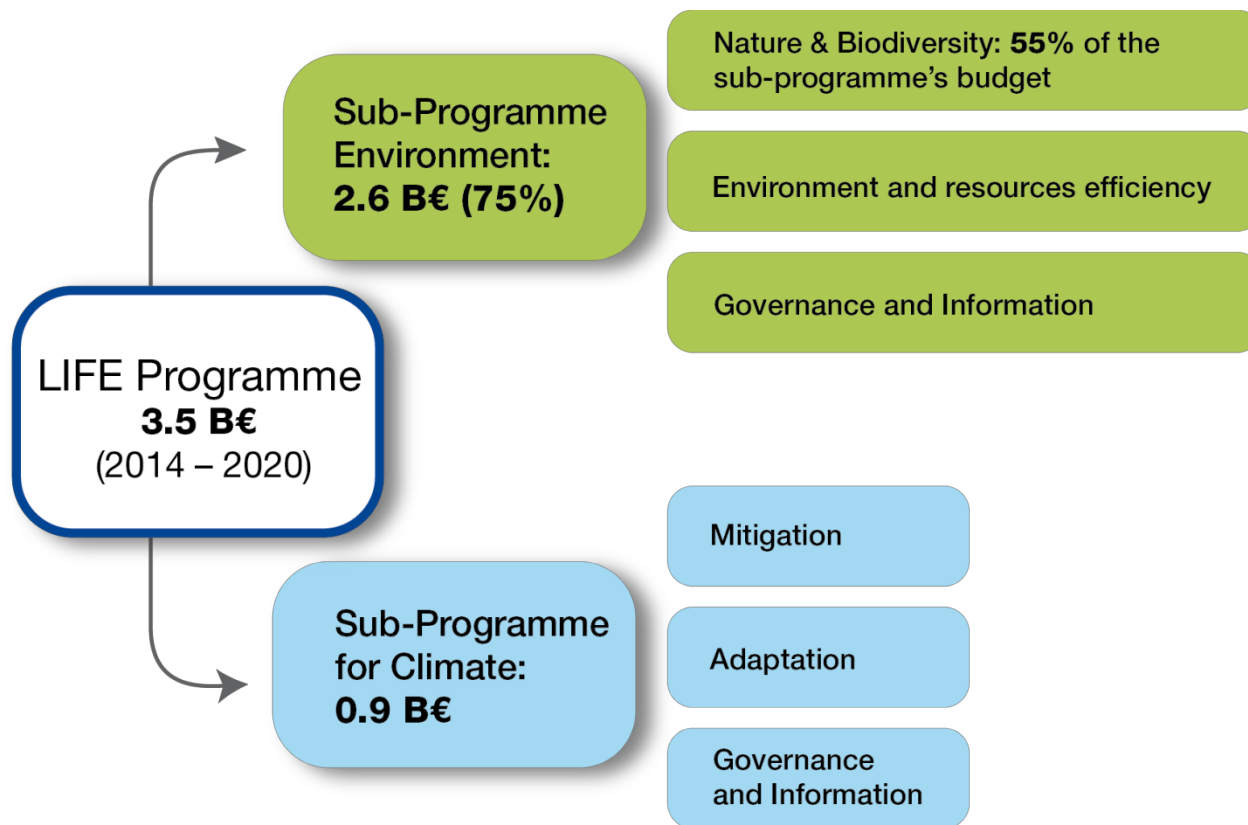 LIFE Programme
3.5 B€
(2014 – 2020)
Sub-Programme
Environment:
2.6 B€ (75%)
Nature & Biodiversity: 55% of the
sub-programme’s budget
Environment and resources efficiency
Governance and Information
Sub-Programme
for Climate:
0.9 B€
Mitigation
Adaptation
Governance
and Information